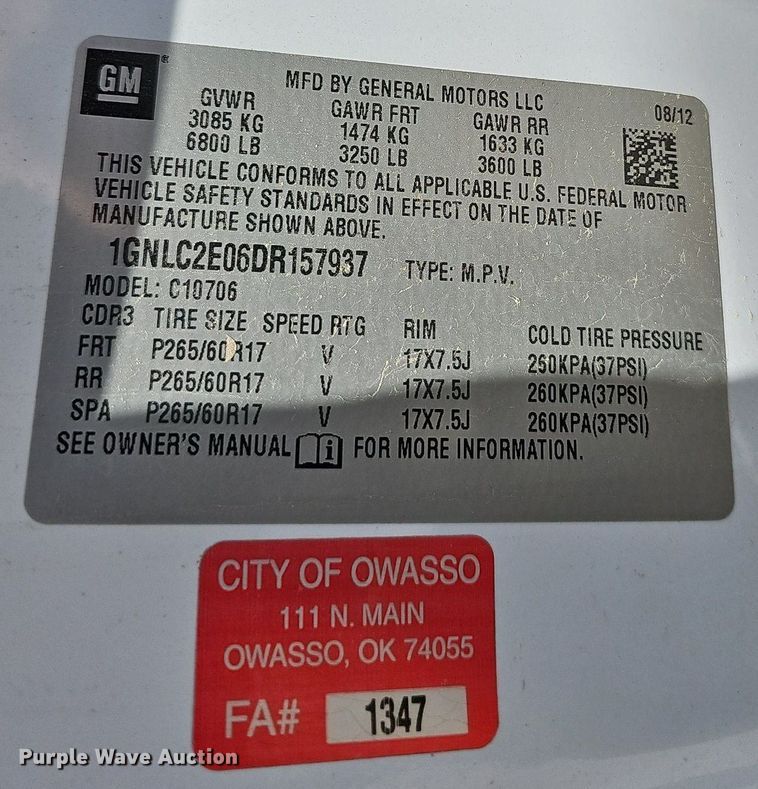 GM
MFD BY GENERAL MOTORS LLC
08/12
GVWR GAWR FRT GAWR RR
3085 KG 1474 KG 1633 KG
6800 LB 3250 LB 3600 LB
THIS VEHICLE CONFORMS TO ALL APPLICABLE U.S. FEDERAL MOTOR
VEHICLE SAFETY STANDARDS IN EFFECT ON THE DATE OF
MANUFACTURE SHOWN ABOVE.
1GNLC2E06DR157937 TYPE: M.P.V.
MODEL: C10706
CDR3 TIRE SIZE SPEED RTG RIM COLD TIRE PRESSURE
FRT P265/60R17 V 17X7.5J 260KPA(37PSI)
RR P265/60R17 V 17X7.5J 260KPA(37PSI)
SPA P265/60R17 V 17X7.5J 260KPA(37PSI)
SEE OWNER'S MANUAL i FOR MORE INFORMATION.
CITY OF OWASSO
111 N. MAIN
OWASSO, OK 74055
FA# 1347
Purple Wave Auction